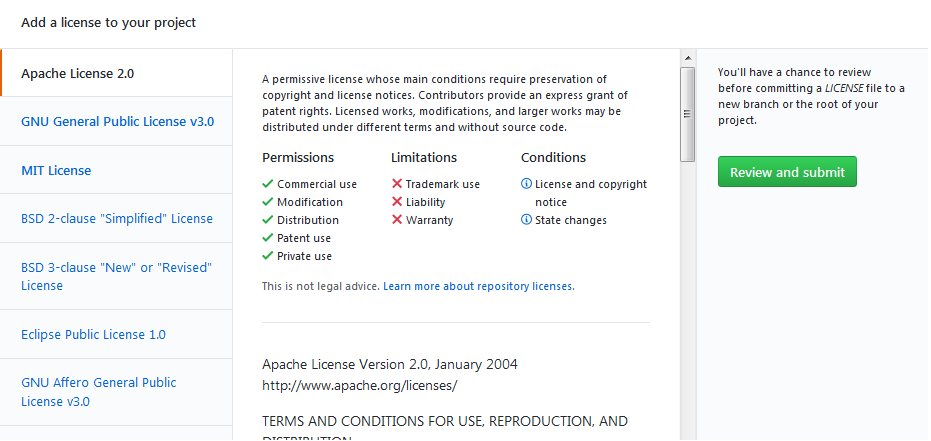 Add a license to your project
Apache License 2.0
GNU General Public License v3.0
MIT License
BSD 2-clause "Simplified" License
BSD 3-clause "New" or "Revised"
License
Eclipse Public License 1.0
GNU Affero General Public
License v3.0
A permissive license whose main conditions require preservation of
copyright and license notices. Contributors provide an express grant of
patent rights. Licensed works, modifications, and larger works may be
distributed under different terms and without source code.
Permissions
Commercial use
Modification
Distribution
Patent use
Private use
Limitations
Trademark use
Liability
Warranty
Conditions
License and copyright
notice
State changes
This is not legal advice. Learn more about repository licenses.
Apache License Version 2.0, January 2004
http://www.apache.org/licenses/
TERMS AND CONDITIONS FOR USE, REPRODUCTION, AND
DISTRIBUTION
You'll have a chance to review
before committing a LICENSE file to a
new branch or the root of your
project.
Review and submit